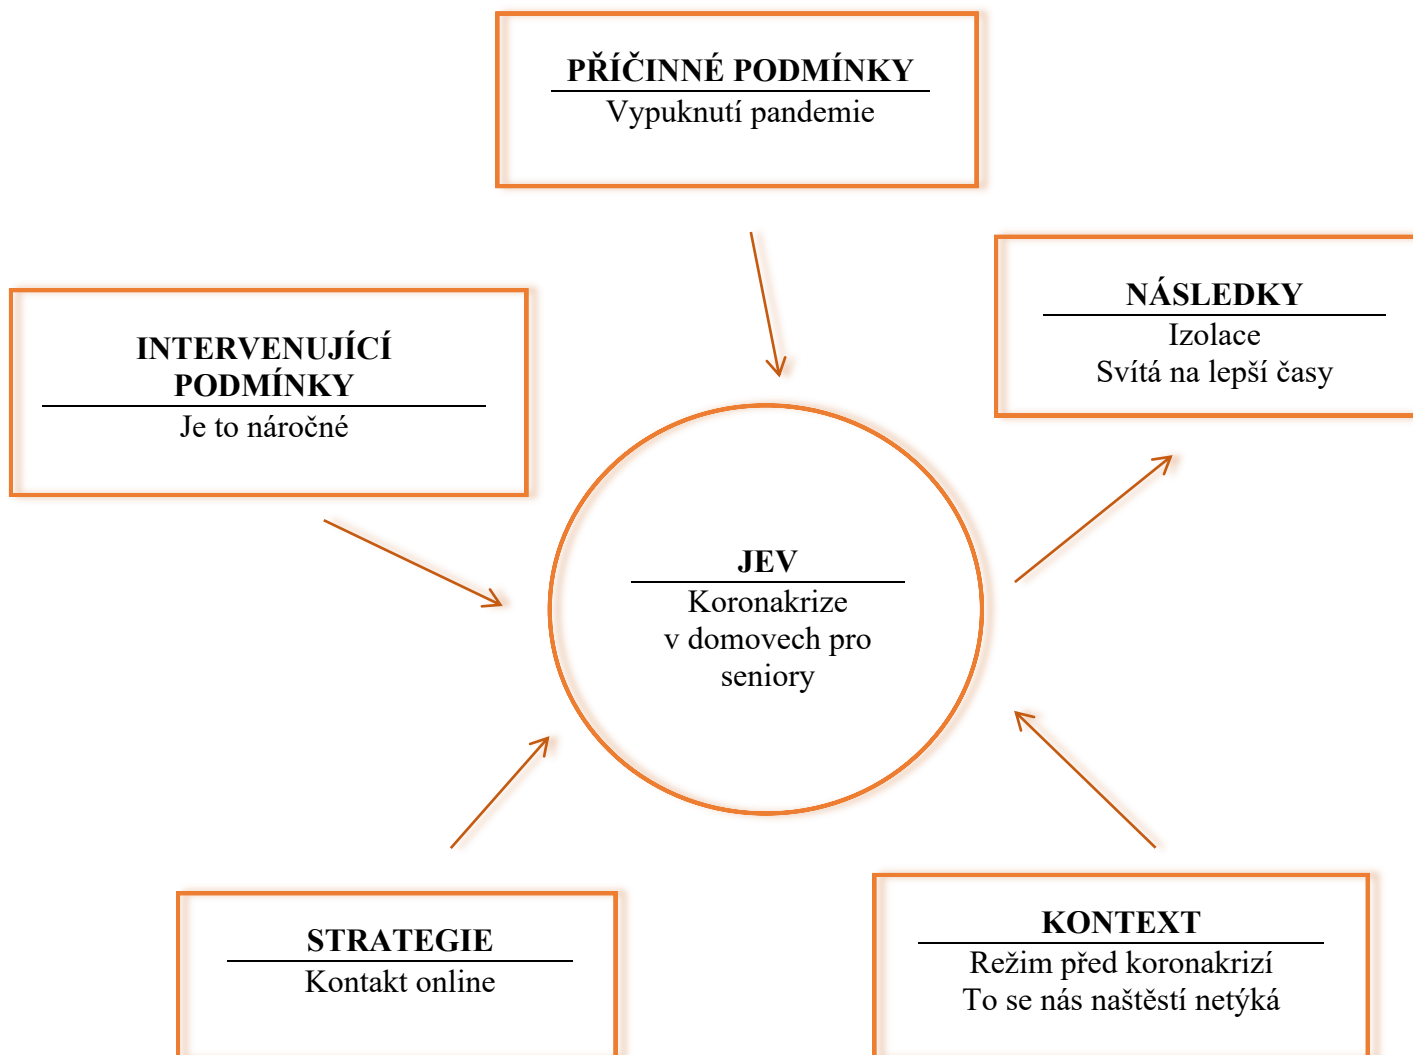 PŘÍČINNÉ PODMÍNKY
Vypuknutí pandemie
NÁSLEDKY
Izolace
Svítá na lepší časy
INTERVENUJÍCÍ
PODMÍNKY
Je to náročné
JEV
Koronakrize
v domovech pro
seniory
STRATEGIE
Kontakt online
KONTEXT
Režim před koronakrizí
To se nás naštěstí netýká